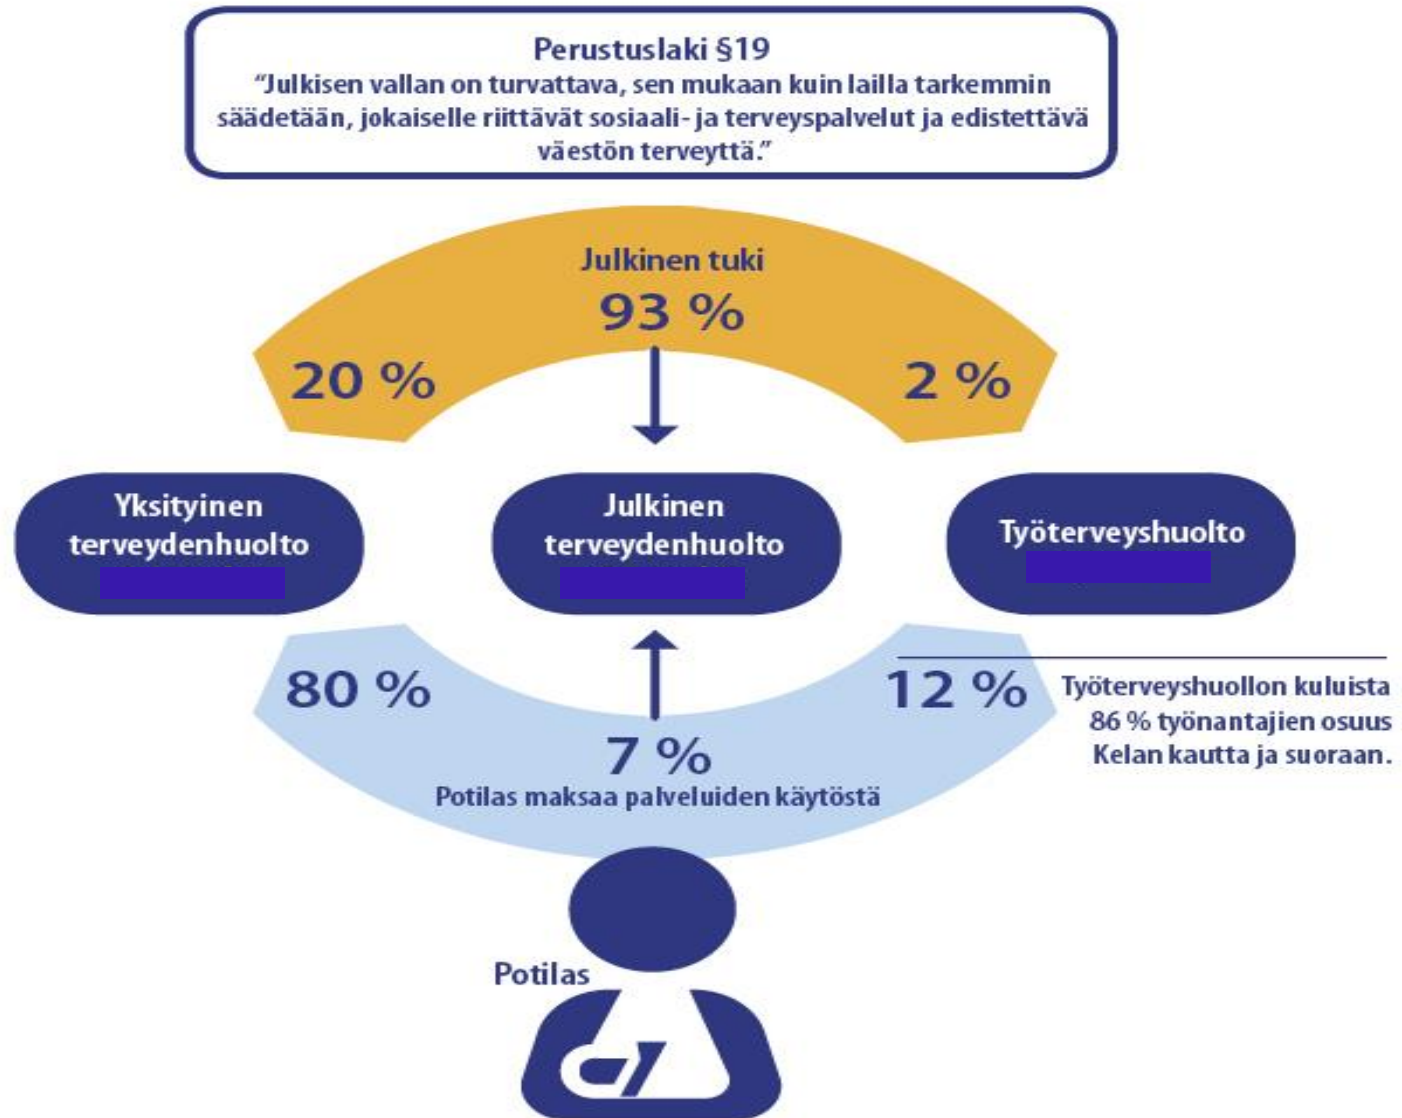 Perustuslaki §19
“Julkisen vallan on turvattava, sen mukaan kuin lailla tarkemmin
säädetään, jokaiselle riittävät sosiaali- ja terveyspalvelut ja edistettävä
väestön terveyttä.”
Julkinen tuki
93 %
20 %
2 %
Yksityinen
terveydenhuolto
Julkinen
terveydenhuolto
Työterveyshuolto
80 %
12 %
Työterveyshuollon kuluista
86 % työnantajien osuus
Kelan kautta ja suoraan.
7 %
Potilas maksaa palveluiden käytöstä
Potilas